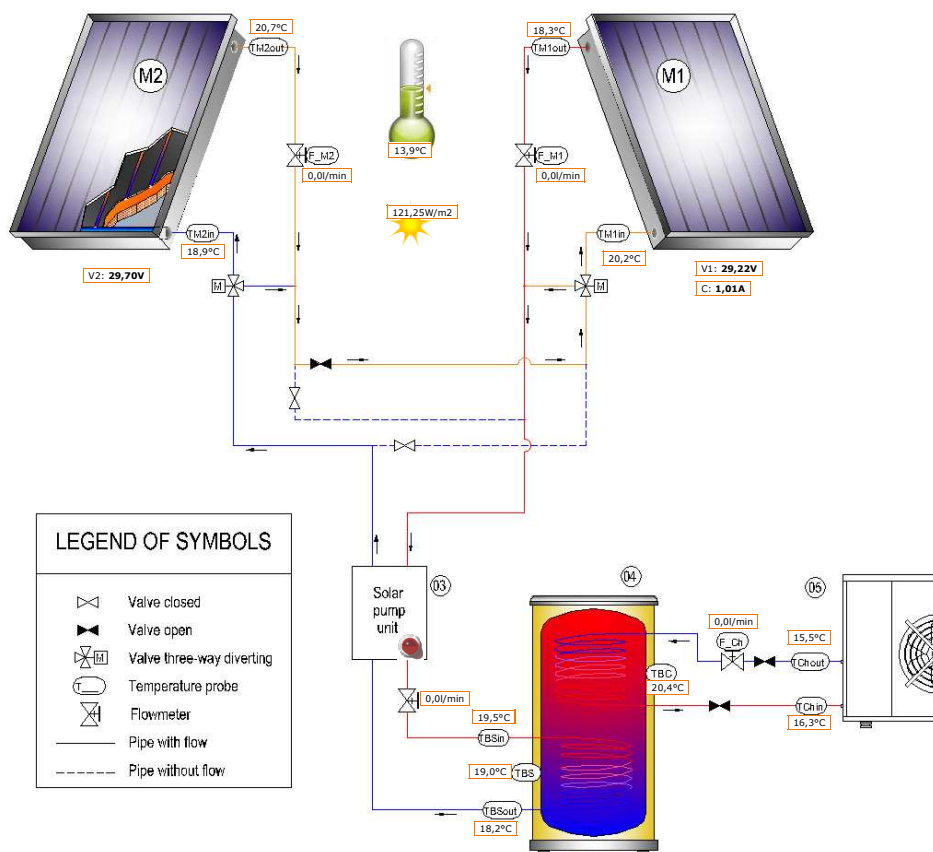 20,7°C
18,3°C
TM2out
TM1out
M2
M1
F_M2
13,9°C
F_M1
0,0l/min
0,0l/min
121,25W/m2
TM2in
TM1in
18,9°C
20,2°C
V2: 29,70V
V1: 29,22V
M
M
C: 1,01A
LEGEND OF SYMBOLS
Valve closed
Valve open
M
Valve three-way diverting
T__
Temperature probe
Flowmeter
Pipe with flow
Pipe without flow
03
Solar
pump
unit
04
05
0,0l/min
F_Ch
15,5°C
TChout
TBC
20,4°C
0,0l/min
TChin
16,3°C
19,5°C
TBSin
19,0°C
TBS
TBSout
18,2°C